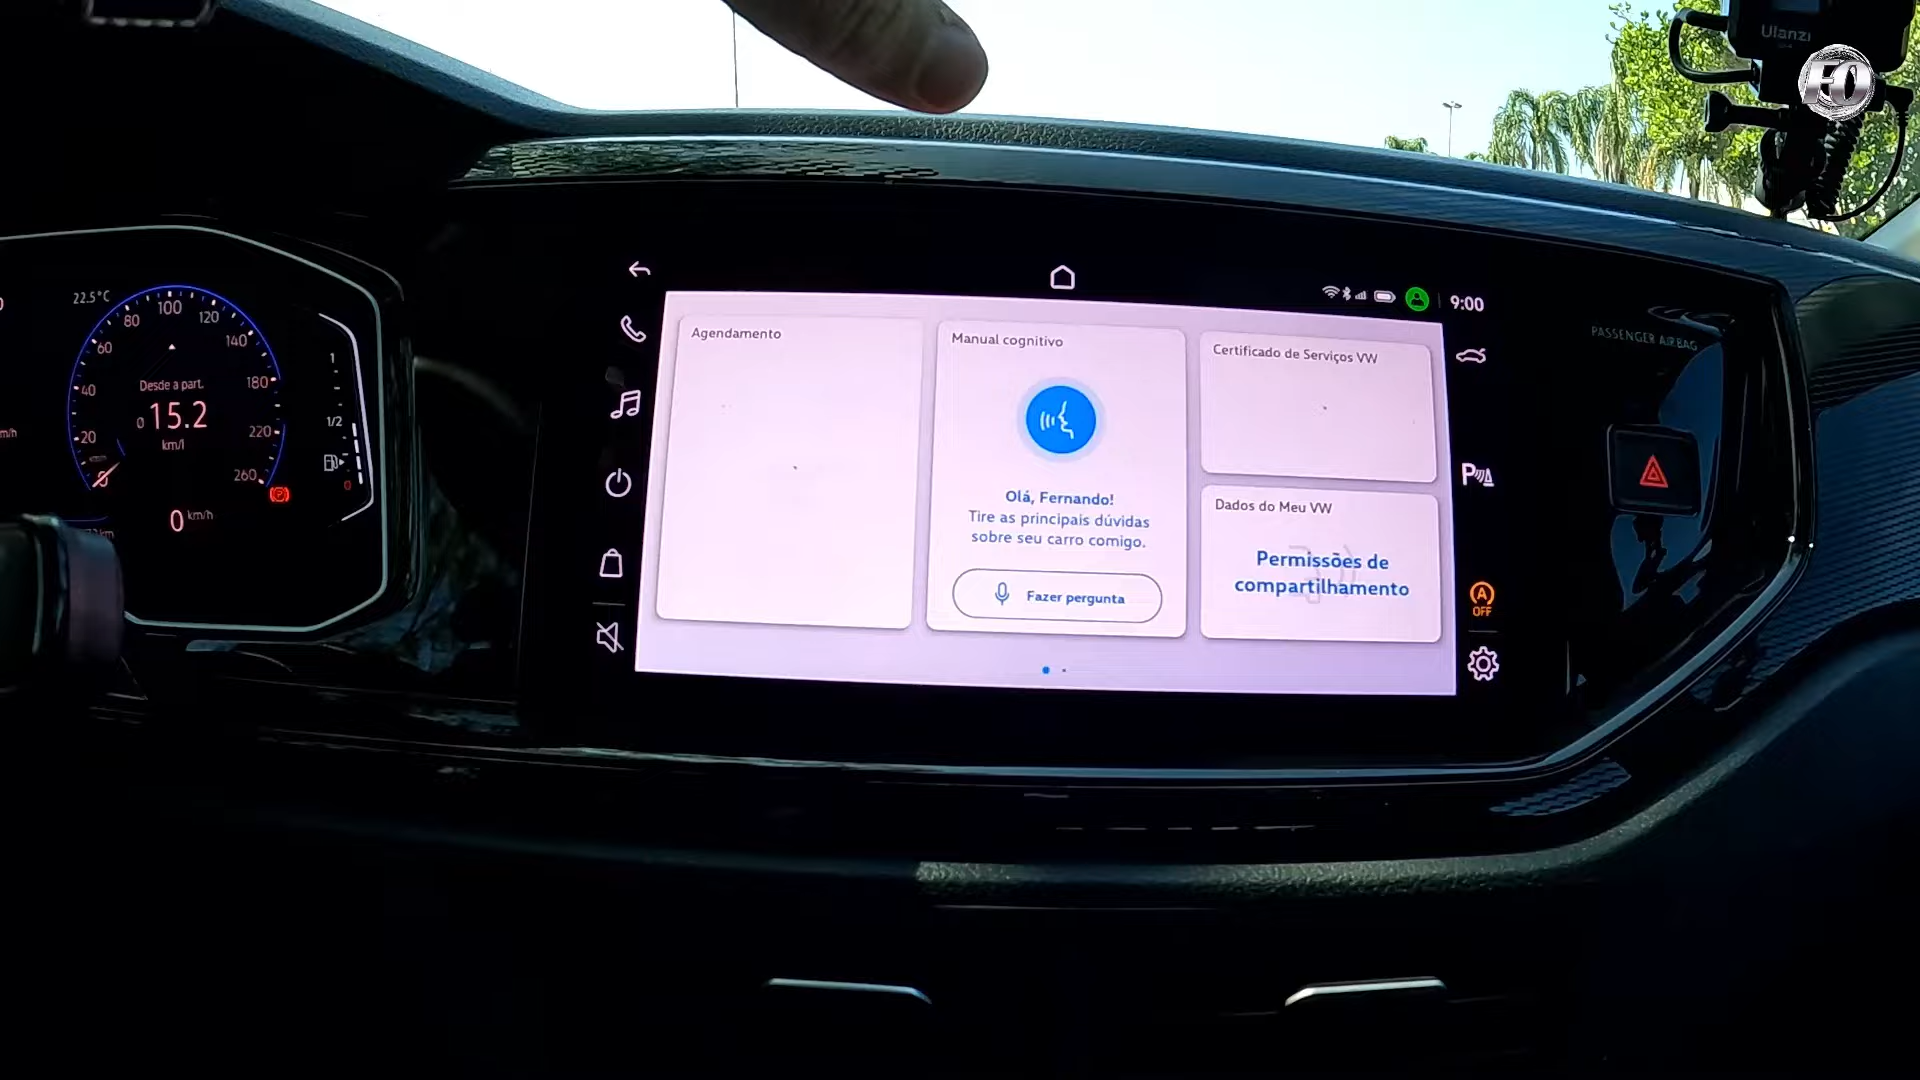 Ulanzi
FO
22.5°C
20
40
60
80
100
120
140
180
220
260
Desde a part.
Ø 15.2
km/l
0 km/h
1
1/2
0
9:00
Agendamento
Manual cognitivo
Olá, Fernando!
Tire as principais dúvidas
sobre seu carro comigo.
Fazer pergunta
Certificado de Serviços VW
Dados do Meu VW
Permissões de
compartilhamento
P
A
OFF
PASSENGER AIRBAG